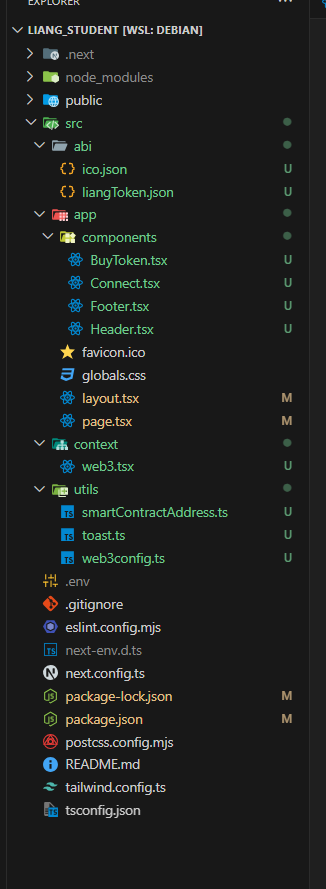 EXPLORER
LIANG_STUDENT [WSL: DEBIAN]
.next
node_modules
public
src
abi
ico.json U
liangToken.json U
app
components
BuyToken.tsx U
Connect.tsx U
Footer.tsx U
Header.tsx U
favicon.ico
globals.css
layout.tsx M
page.tsx M
context
web3.tsx U
utils
smartContractAddress.ts U
toast.ts U
web3config.ts U
.env
.gitignore
eslint.config.mjs
next-env.d.ts
next.config.ts
package-lock.json M
package.json M
postcss.config.mjs
README.md
tailwind.config.ts
tsconfig.json